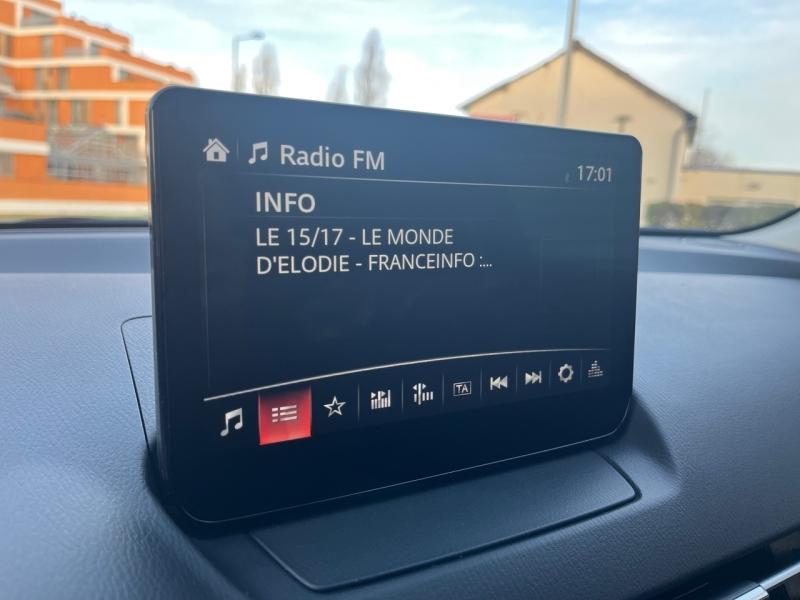 Radio FM
17:01
INFO
LE 15/17 - LE MONDE
D'ELODIE - FRANCEINFO :...
TA